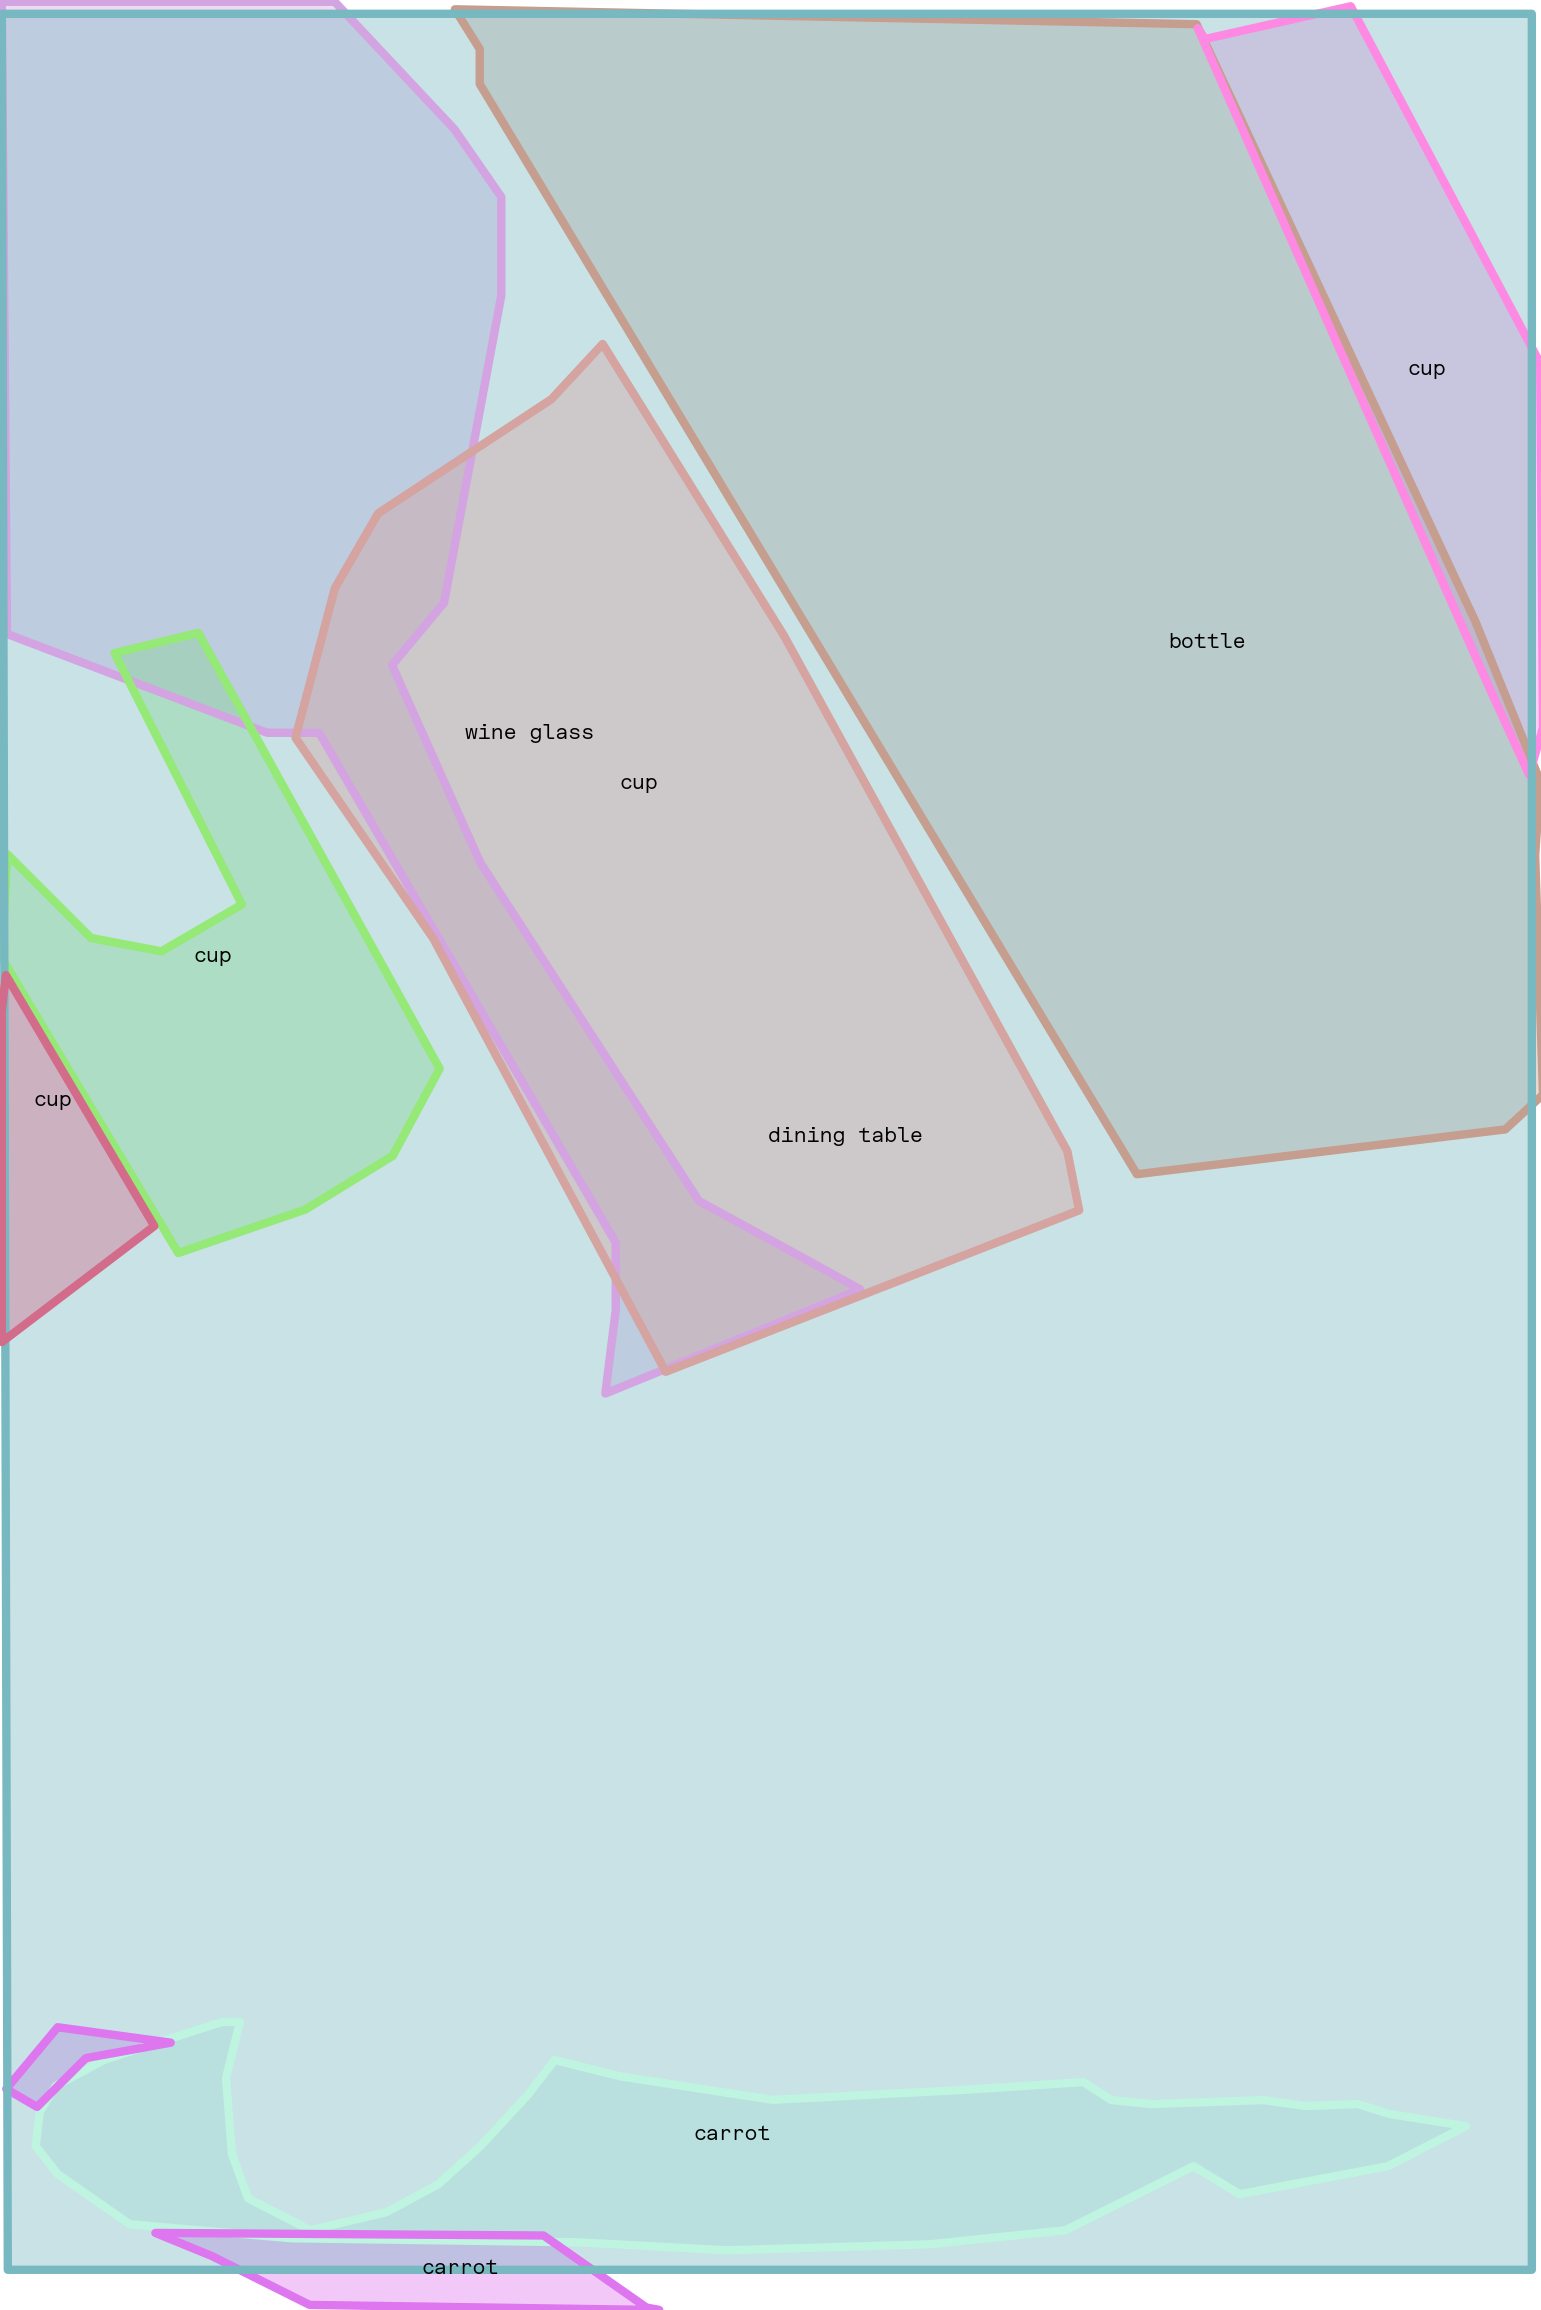 cup
bottle
wine glass
cup
cup
cup
dining table
carrot
carrot